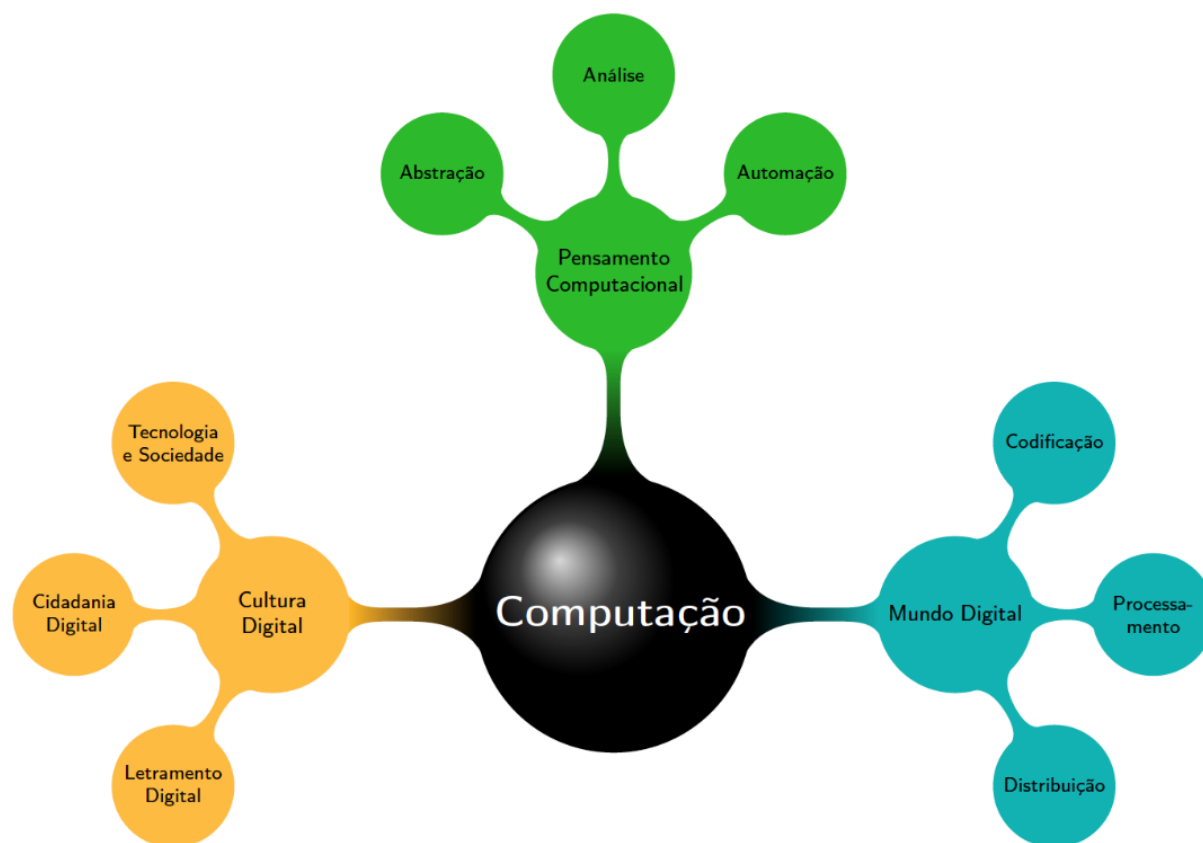 Análise
Abstração
Automação
Pensamento
Computacional
Tecnologia
e Sociedade
Cidadania
Digital
Cultura
Digital
Letramento
Digital
Computação
Codificação
Mundo Digital
Processa-
mento
Distribuição